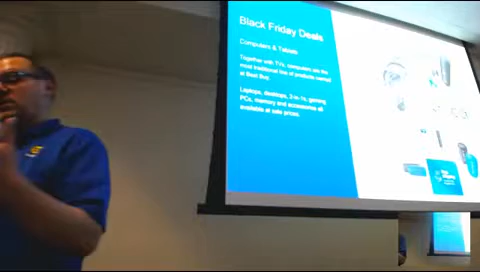 Black Friday Deals
Computers & Tablets
Together with TVs, computers are the
most traditional line of products owned
at Best Buy.
Laptops, desktops, 2-in-1s, gaming
PCs, memory and accessories all
available at sale prices.